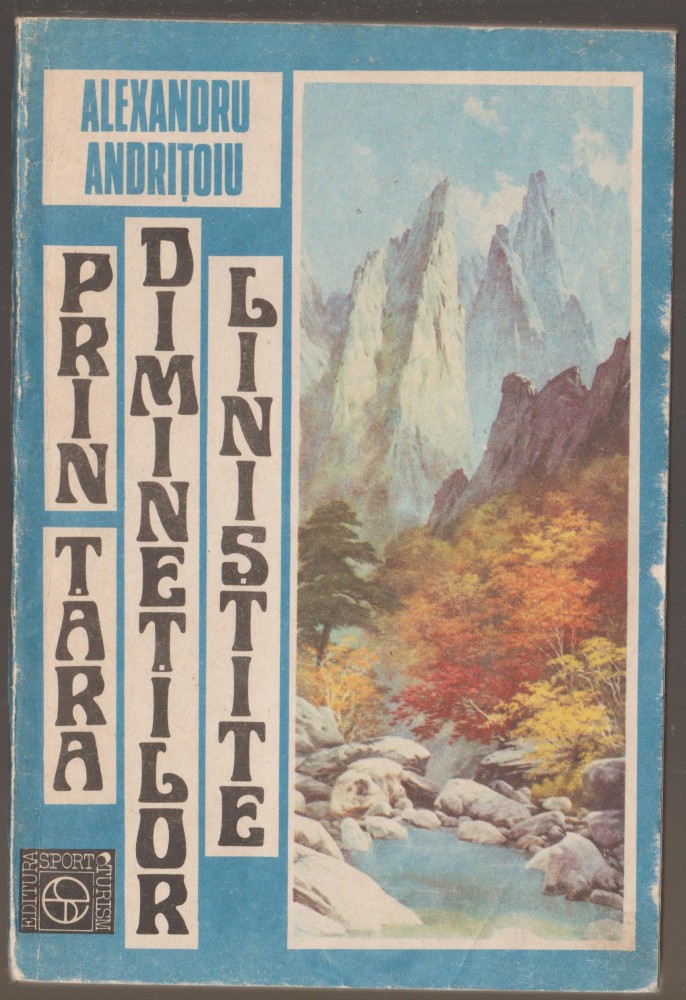 ALEXANDRU
ANDRIȚOIU
PRIN
ȚARA
DIMINEȚILOR
LINIȘTITE
EDITURA
SPORT
TURISM